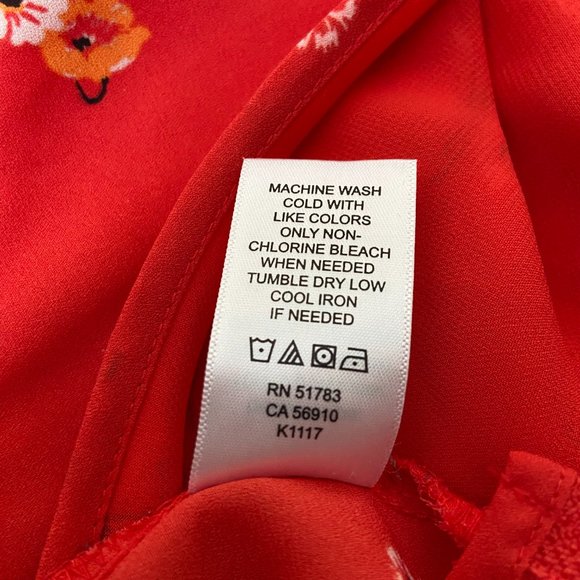 MACHINE WASH
COLD WITH
LIKE COLORS
ONLY NON-
CHLORINE BLEACH
WHEN NEEDED
TUMBLE DRY LOW
COOL IRON
IF NEEDED
RN 51783
CA 56910
K1117